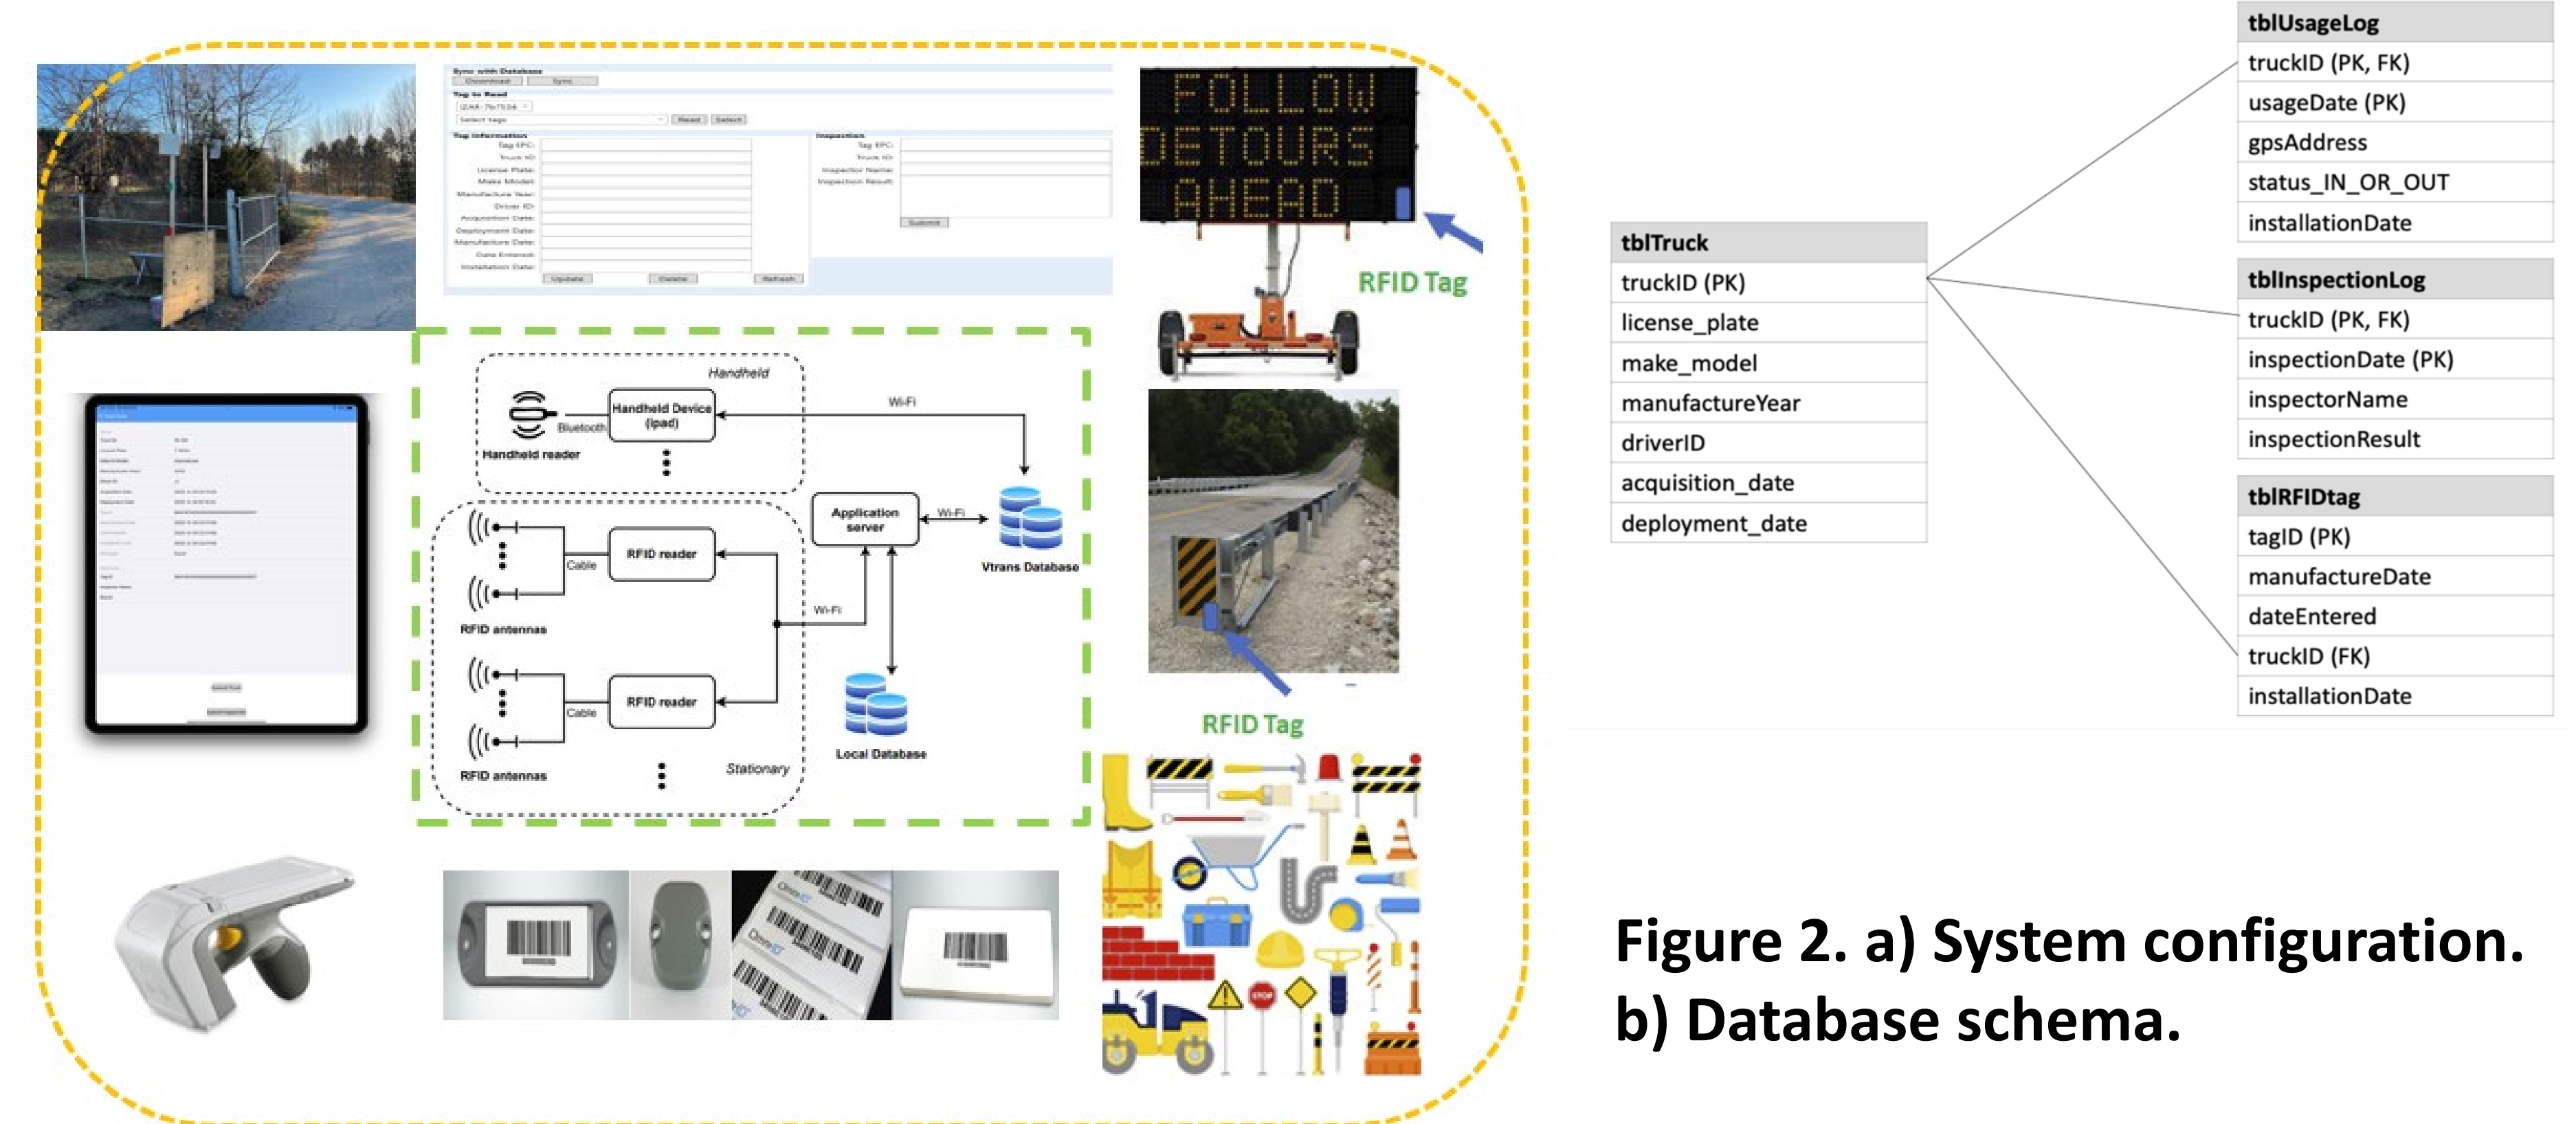 Sync with Database
Download Sync
Tag to Read
Select tags Read Select
Tag Information
Tag EPC:
Truck ID:
License Plate:
Make Model:
Manufacture Year:
Driver ID:
Acquisition Date:
Deployment Date:
Manufacture Date:
Date Entered:
Installation Date:
Update Delete Refresh
Inspection
Tag EPC:
Truck ID:
Inspector Name:
Inspection Result:
Submit
FOLLOW
DETOURS
AHEAD
RFID Tag
Handheld
Handheld Device
(ipad)
Bluetooth
Handheld reader
Wi-Fi
Application
server
Wi-Fi
Vtrans Database
RFID reader
Cable
RFID antennas
Wi-Fi
RFID reader
Cable
RFID antennas
Stationary
Local Database
RFID Tag
STOP
tblTruck
truckID (PK)
license_plate
make_model
manufactureYear
driverID
acquisition_date
deployment_date
tblUsageLog
truckID (PK, FK)
usageDate (PK)
gpsAddress
status_IN_OR_OUT
installationDate
tblInspectionLog
truckID (PK, FK)
inspectionDate (PK)
inspectorName
inspectionResult
tblRFIDtag
tagID (PK)
manufactureDate
dateEntered
truckID (FK)
installationDate
Figure 2. a) System configuration.
b) Database schema.